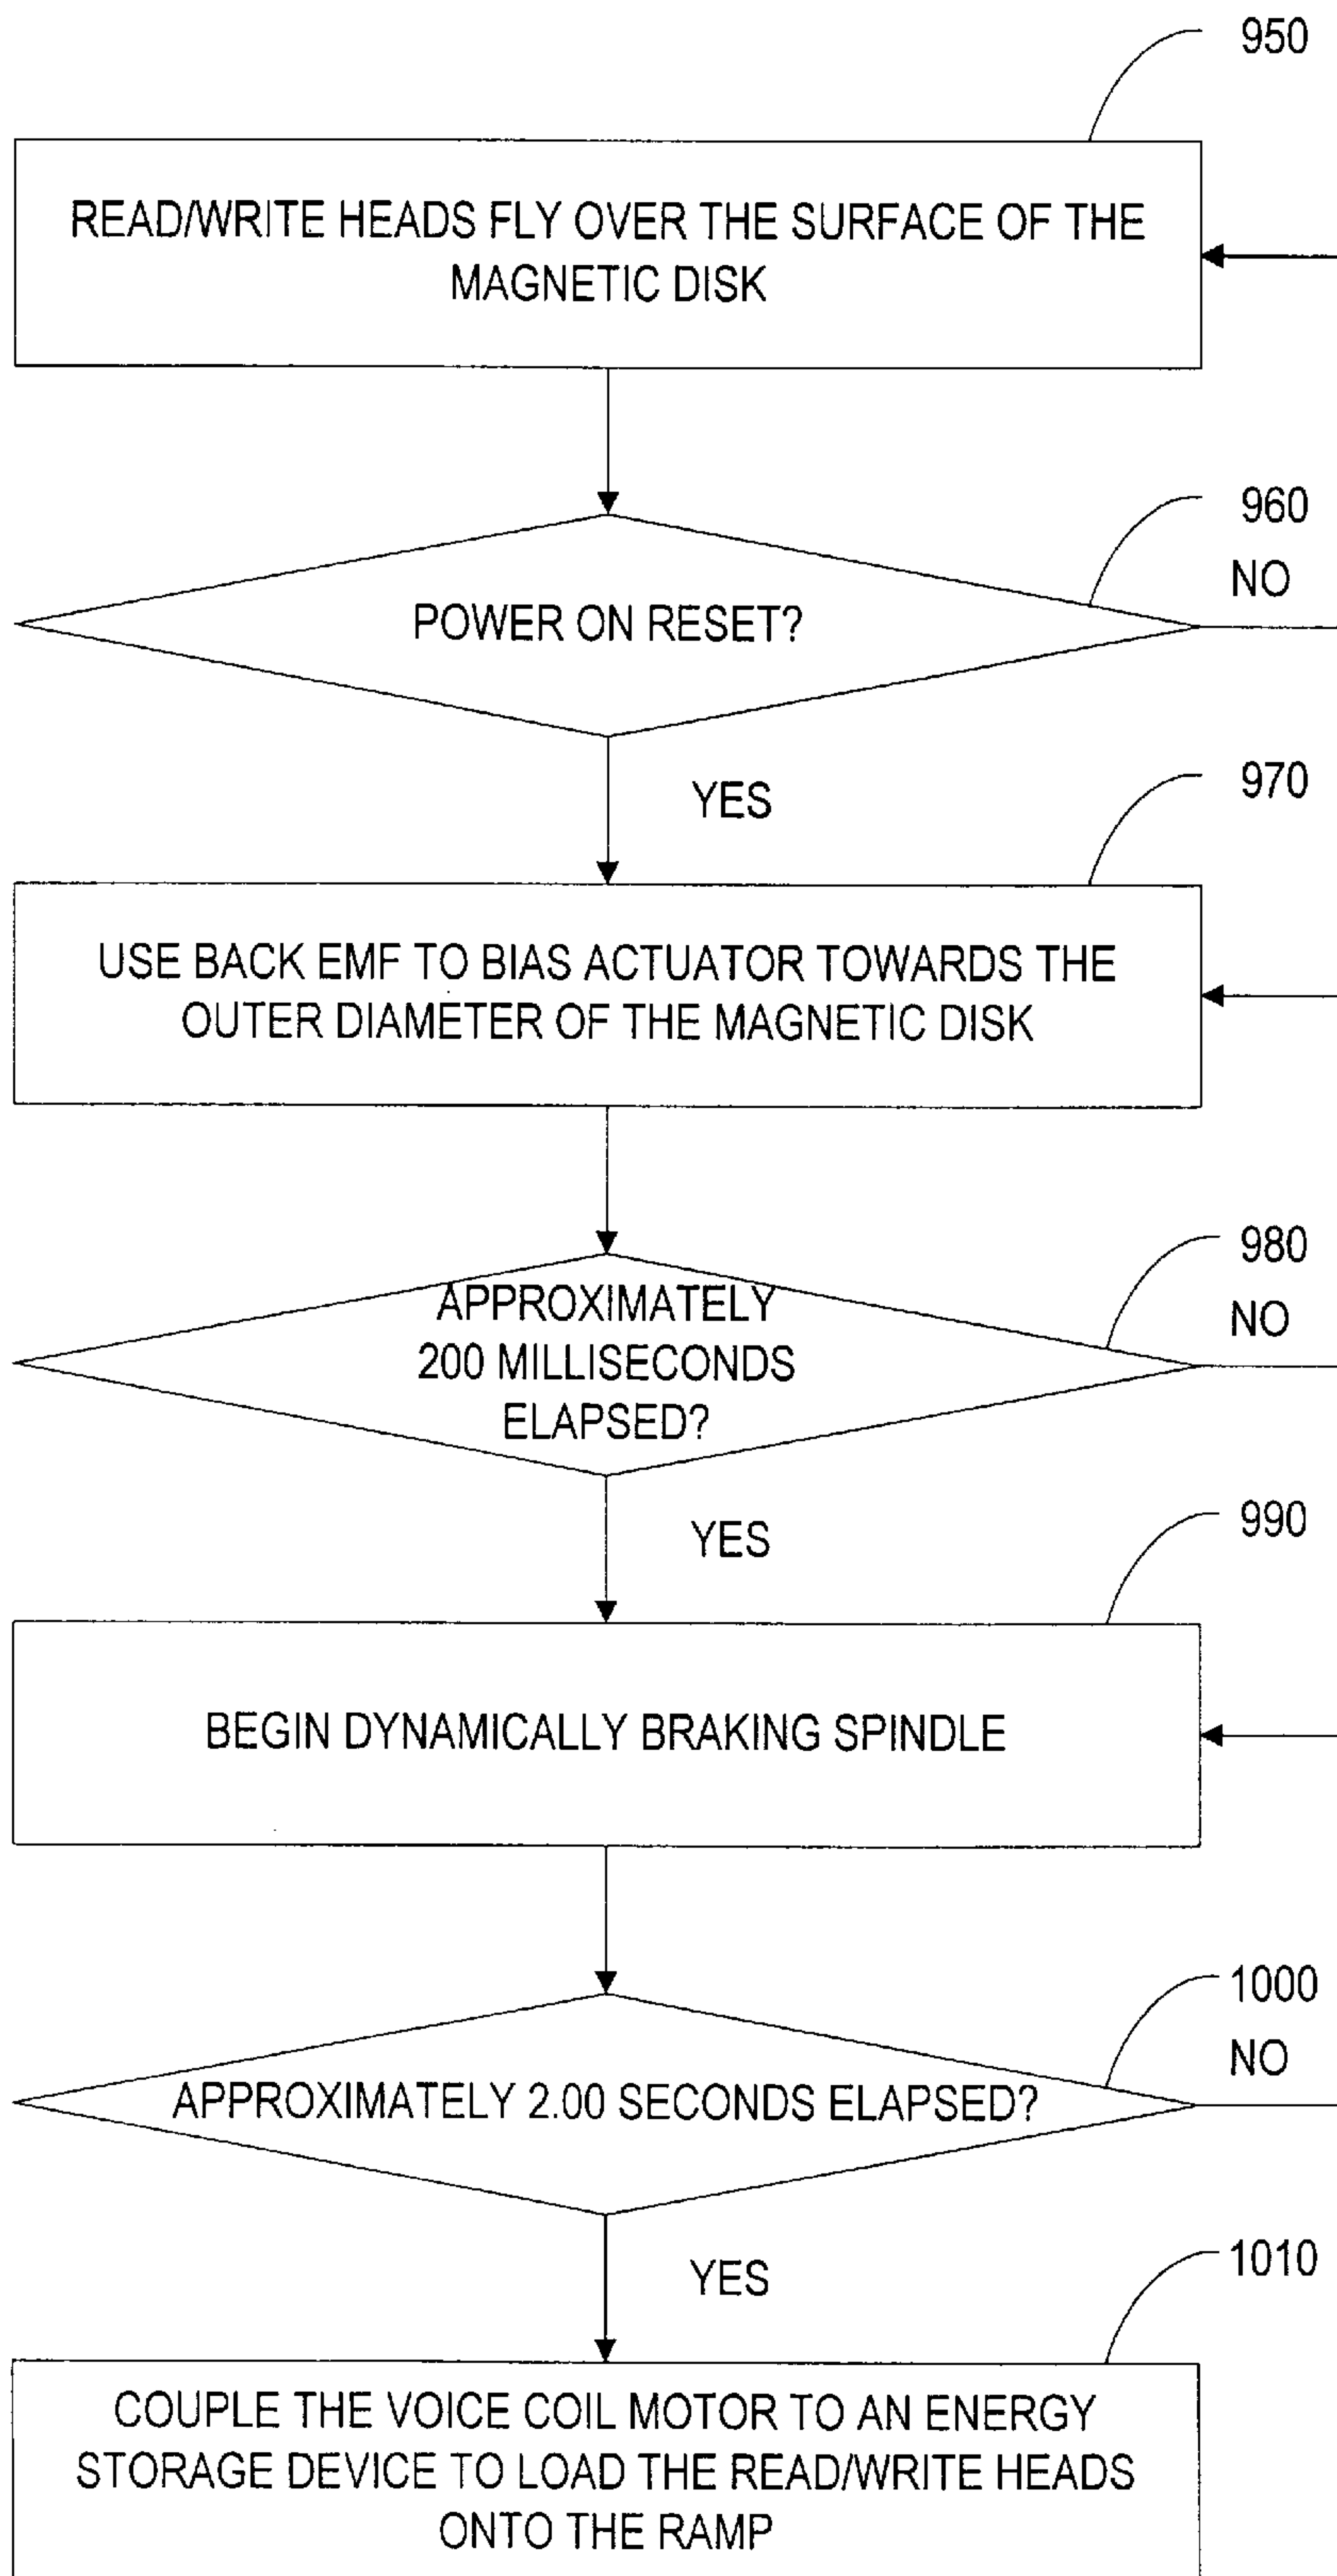 950
READ/WRITE HEADS FLY OVER THE SURFACE OF THE
MAGNETIC DISK
960
NO
POWER ON RESET?
YES
970
USE BACK EMF TO BIAS ACTUATOR TOWARDS THE
OUTER DIAMETER OF THE MAGNETIC DISK
980
NO
APPROXIMATELY
200 MILLISECONDS
ELAPSED?
YES
990
BEGIN DYNAMICALLY BRAKING SPINDLE
1000
NO
APPROXIMATELY 2.00 SECONDS ELAPSED?
YES
1010
COUPLE THE VOICE COIL MOTOR TO AN ENERGY
STORAGE DEVICE TO LOAD THE READ/WRITE HEADS
ONTO THE RAMP